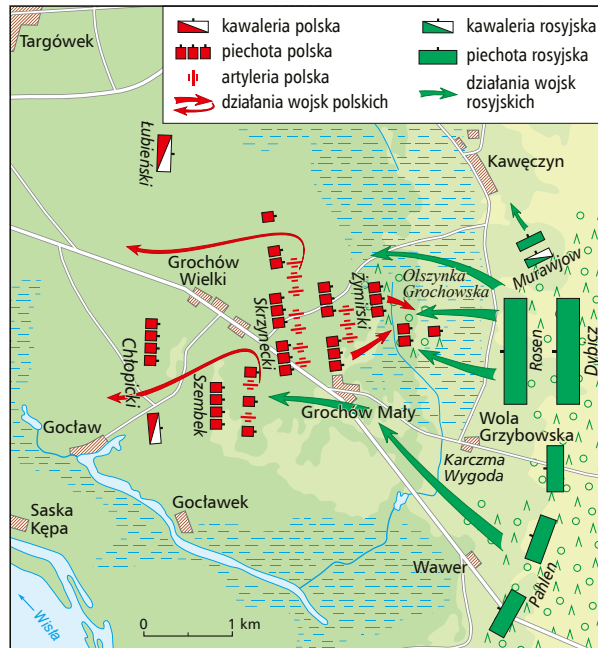 Targówek
kawaleria polska
piechota polska
artyleria polska
działania wojsk polskich
kawaleria rosyjska
piechota rosyjska
działania wojsk
rosyjskich
Łubieński
Kawęczyn
Murawjow
Grochów
Wielki
Żymirski
Olszynka
Grochowska
Skrzynecki
Rosen
Dybicz
Chłopicki
Szembek
Grochów Mały
Wola
Grzybowska
Gocław
Karczma
Wygoda
Saska
Kępa
Gocławek
Wawer
Pahlen
Wisła
0
1 km